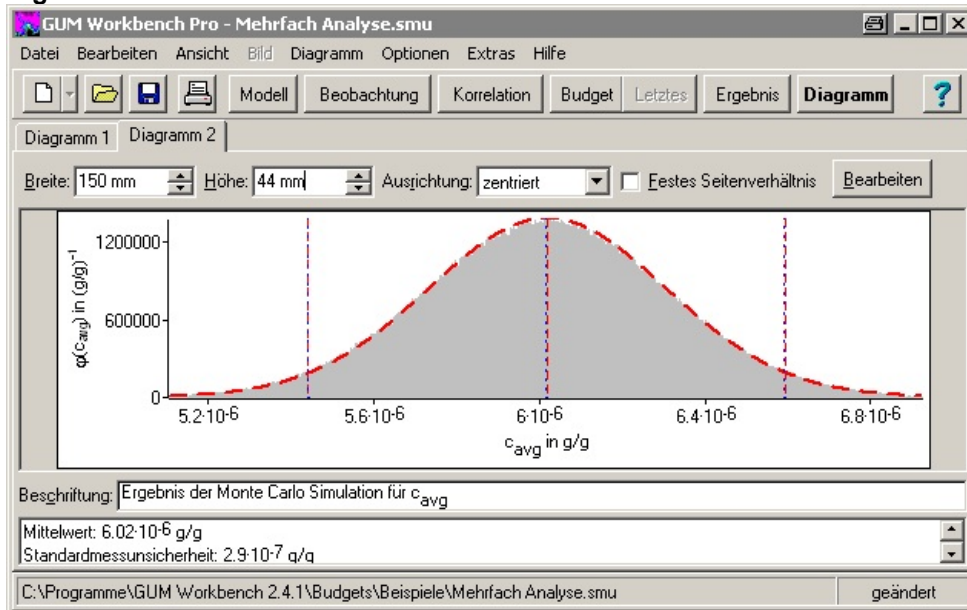 GUM Workbench Pro - Mehrfach Analyse.smu
Datei Bearbeiten Ansicht Bild Diagramm Optionen Extras Hilfe
Modell Beobachtung Korrelation Budget Letztes Ergebnis Diagramm ?
Diagramm 1 Diagramm 2
Breite: 150 mm Höhe: 44 mm Ausrichtung: zentriert Festes Seitenverhältnis Bearbeiten
φ(c_avg) in (g/g)^-1
1200000
600000
0
5.2·10^-6 5.6·10^-6 6·10^-6 6.4·10^-6 6.8·10^-6
c_avg in g/g
Beschriftung: Ergebnis der Monte Carlo Simulation für c_avg
Mittelwert: 6.02·10^-6 g/g
Standardmessunsicherheit: 2.9·10^-7 g/g
C:\Programme\GUM Workbench 2.4.1\Budgets\Beispiele\Mehrfach Analyse.smu geändert